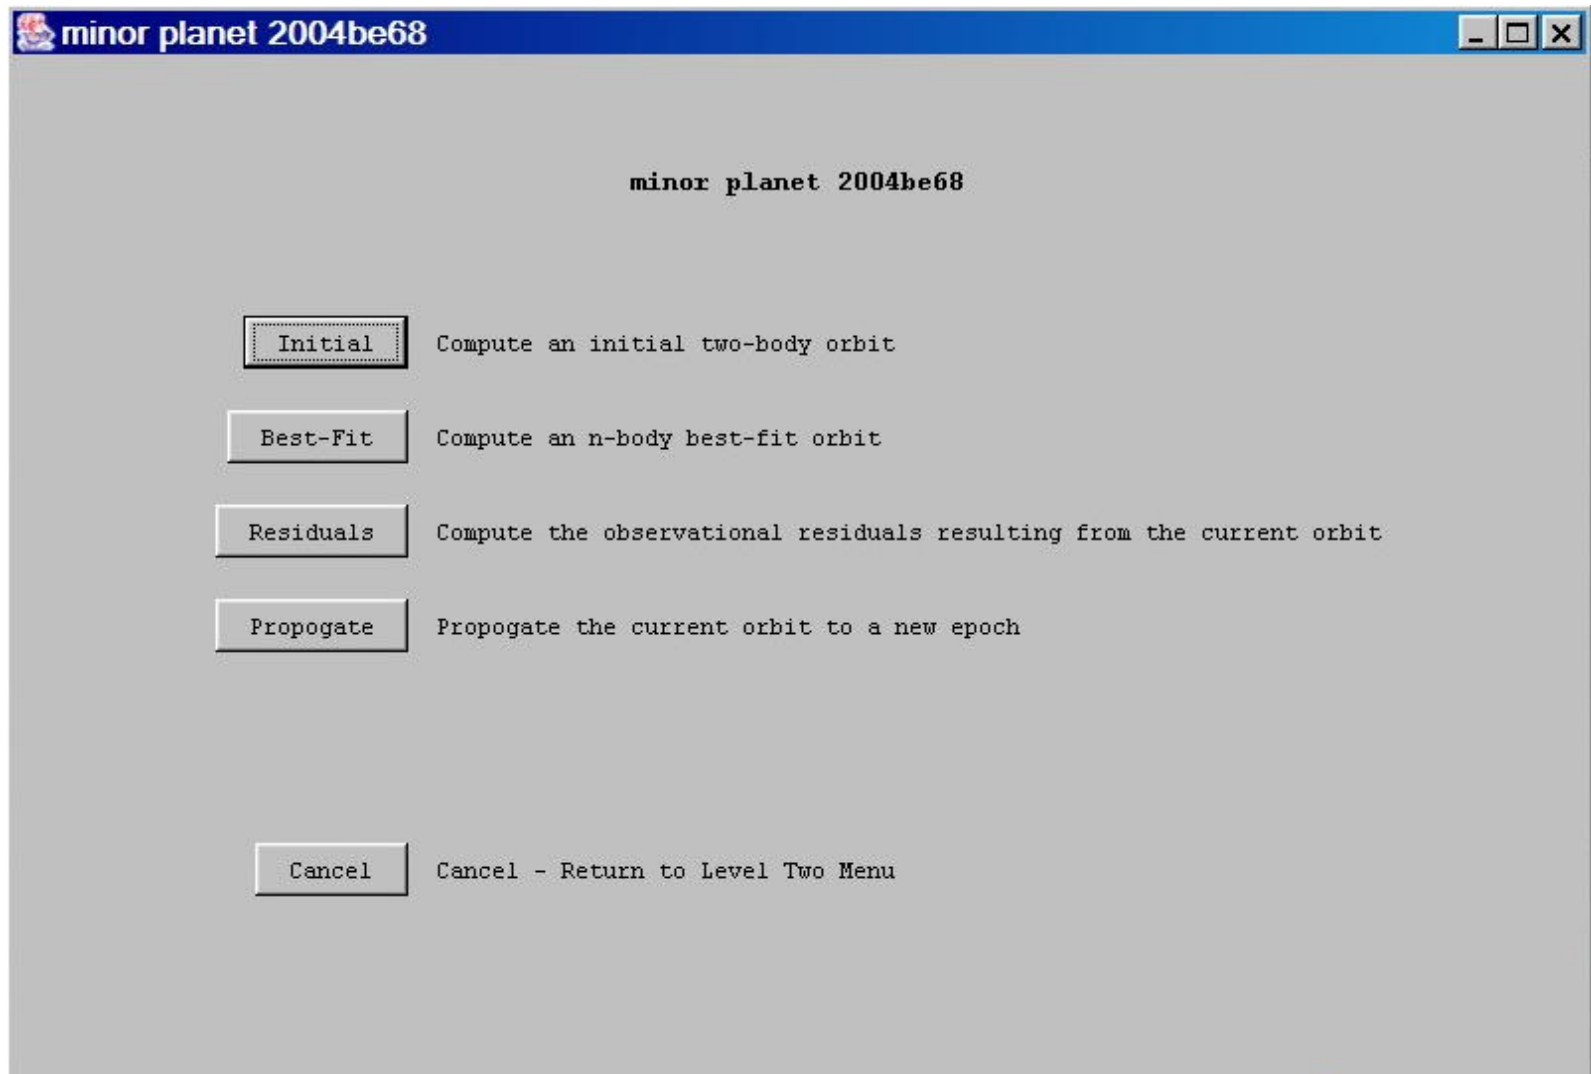 minor planet 2004be68
minor planet 2004be68
Initial Compute an initial two-body orbit
Best-Fit Compute an n-body best-fit orbit
Residuals Compute the observational residuals resulting from the current orbit
Propogate Propogate the current orbit to a new epoch
Cancel Cancel - Return to Level Two Menu